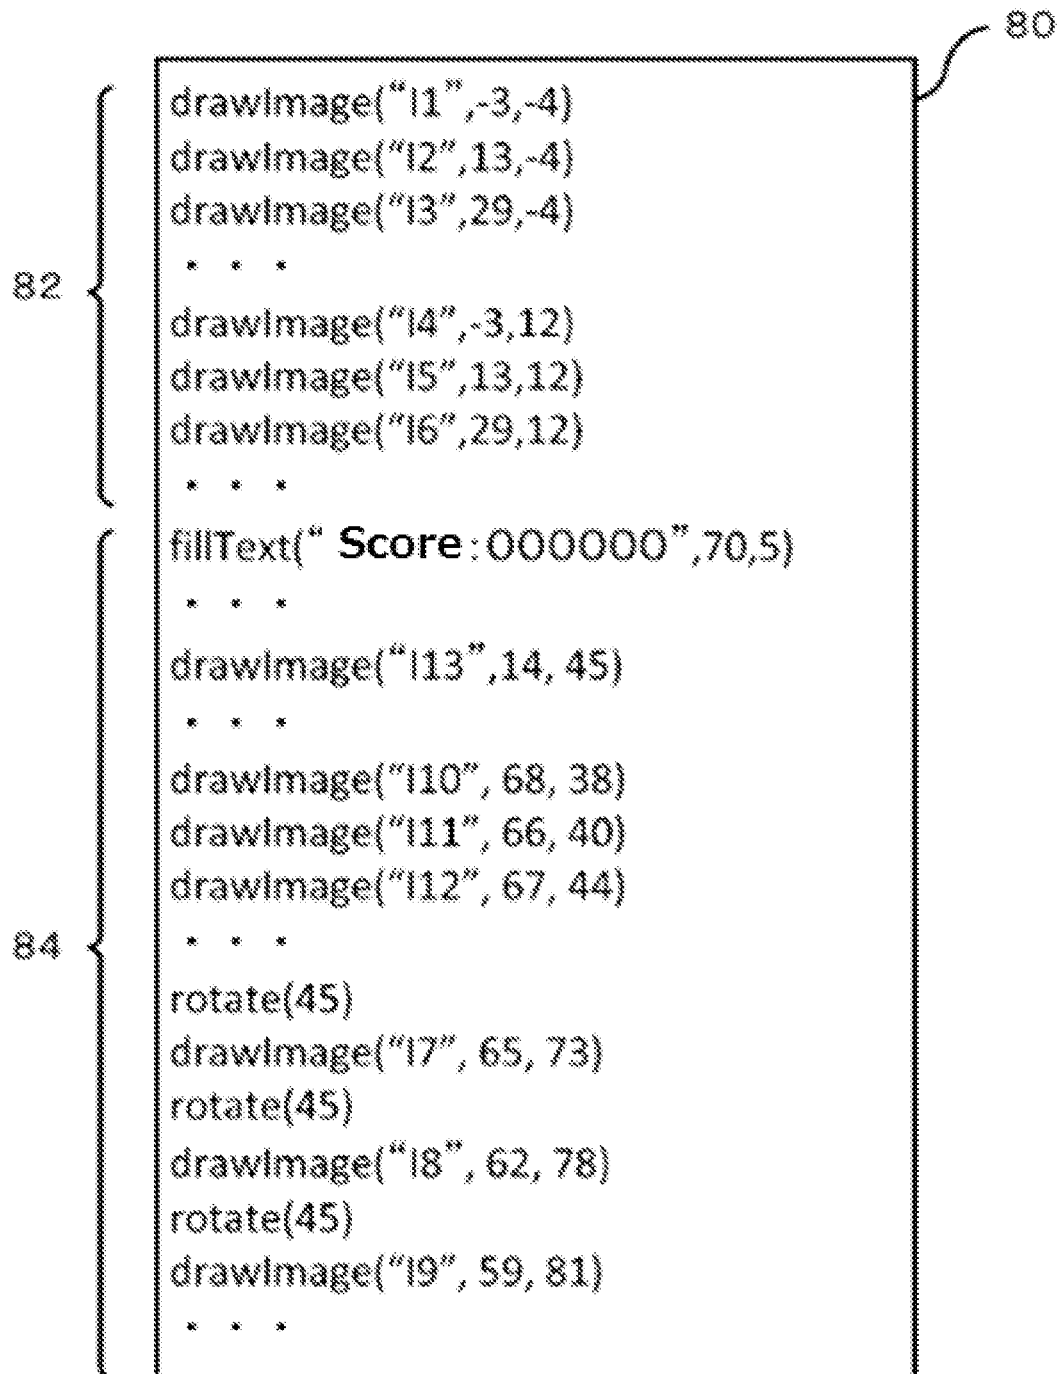 80
drawImage("I1",-3,-4)
drawImage("I2",13,-4)
drawImage("I3",29,-4)
・ ・ ・
82
drawImage("I4",-3,12)
drawImage("I5",13,12)
drawImage("I6",29,12)
・ ・ ・
fillText(" Score:000000",70,5)
・ ・ ・
drawImage("I13",14, 45)
・ ・ ・
drawImage("I10", 68, 38)
drawImage("I11", 66, 40)
drawImage("I12", 67, 44)
・ ・ ・
84
rotate(45)
drawImage("I7", 65, 73)
rotate(45)
drawImage("I8", 62, 78)
rotate(45)
drawImage("I9", 59, 81)
・ ・ ・